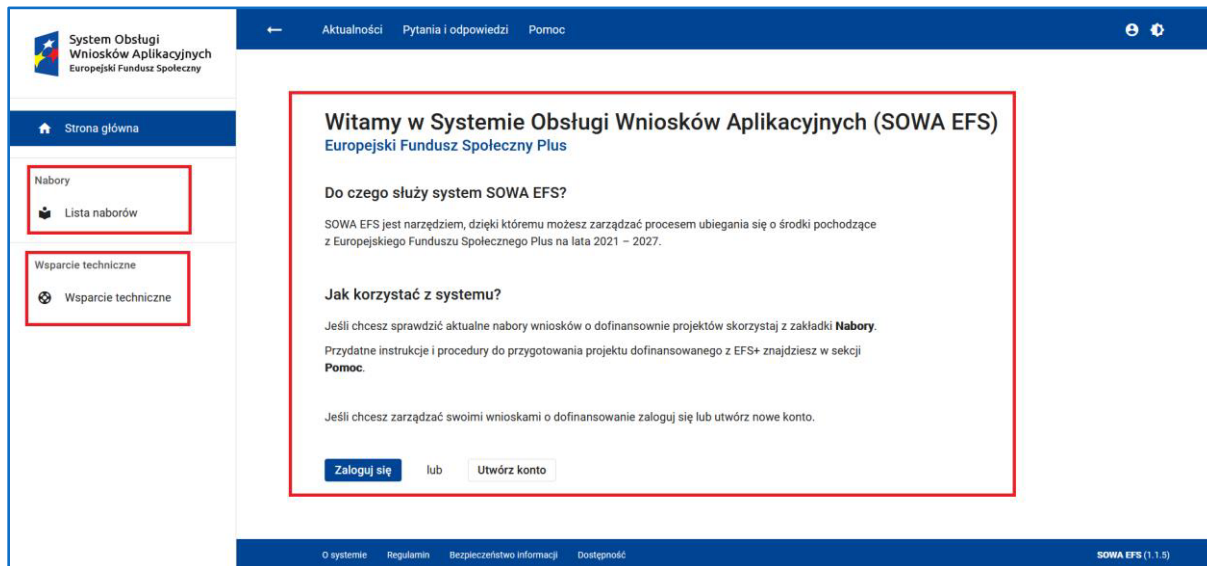 System Obsługi
Wniosków Aplikacyjnych
Europejski Fundusz Społeczny
Aktualności Pytania i odpowiedzi Pomoc
Strona główna
Nabory
Lista naborów
Wsparcie techniczne
Wsparcie techniczne
Witamy w Systemie Obsługi Wniosków Aplikacyjnych (SOWA EFS)
Europejski Fundusz Społeczny Plus
Do czego służy system SOWA EFS?
SOWA EFS jest narzędziem, dzięki któremu możesz zarządzać procesem ubiegania się o środki pochodzące
z Europejskiego Funduszu Społecznego Plus na lata 2021 – 2027.
Jak korzystać z systemu?
Jeśli chcesz sprawdzić aktualne nabory wniosków o dofinansownie projektów skorzystaj z zakładki Nabory.
Przydatne instrukcje i procedury do przygotowania projektu dofinansowanego z EFS+ znajdziesz w sekcji
Pomoc.
Jeśli chcesz zarządzać swoimi wnioskami o dofinansowanie zaloguj się lub utwórz nowe konto.
Zaloguj się lub Utwórz konto
O systemie Regulamin Bezpieczeństwo informacji Dostępność SOWA EFS (1.1.5)